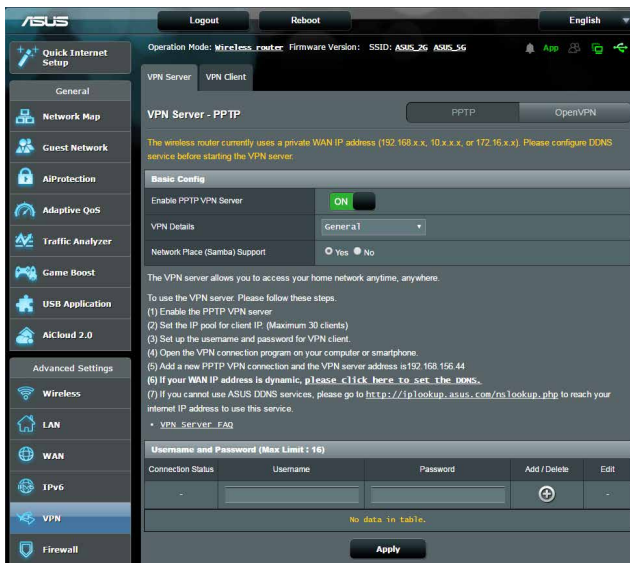 ASUS
Logout
Reboot
English
Quick Internet
Setup
Operation Mode: Wireless router Firmware Version: SSID: ASUS_2G ASUS_5G
App
VPN Server
VPN Client
General
Network Map
Guest Network
AiProtection
Adaptive QoS
Traffic Analyzer
Game Boost
USB Application
AiCloud 2.0
Advanced Settings
Wireless
LAN
WAN
IPv6
VPN
Firewall
VPN Server - PPTP
PPTP
OpenVPN
The wireless router currently uses a private WAN IP address (192.168.x.x, 10.x.x.x, or 172.16.x.x). Please configure DDNS
service before starting the VPN server.
Basic Config
Enable PPTP VPN Server
ON
VPN Details
General
Network Place (Samba) Support
Yes No
The VPN server allows you to access your home network anytime, anywhere.
To use the VPN server. Please follow these steps.
(1) Enable the PPTP VPN server
(2) Set the IP pool for client IP. (Maximum 30 clients)
(3) Set up the username and password for VPN client.
(4) Open the VPN connection program on your computer or smartphone.
(5) Add a new PPTP VPN connection and the VPN server address is192.168.156.44
(6) If your WAN IP address is dynamic, please click here to set the DDNS.
(7) If you cannot use ASUS DDNS services, please go to http://iplookup.asus.com/nslookup.php to reach your
internet IP address to use this service.
• VPN Server FAQ
Username and Password (Max Limit : 16)
Connection Status
Username
Password
Add / Delete
Edit
-
-
No data in table.
Apply